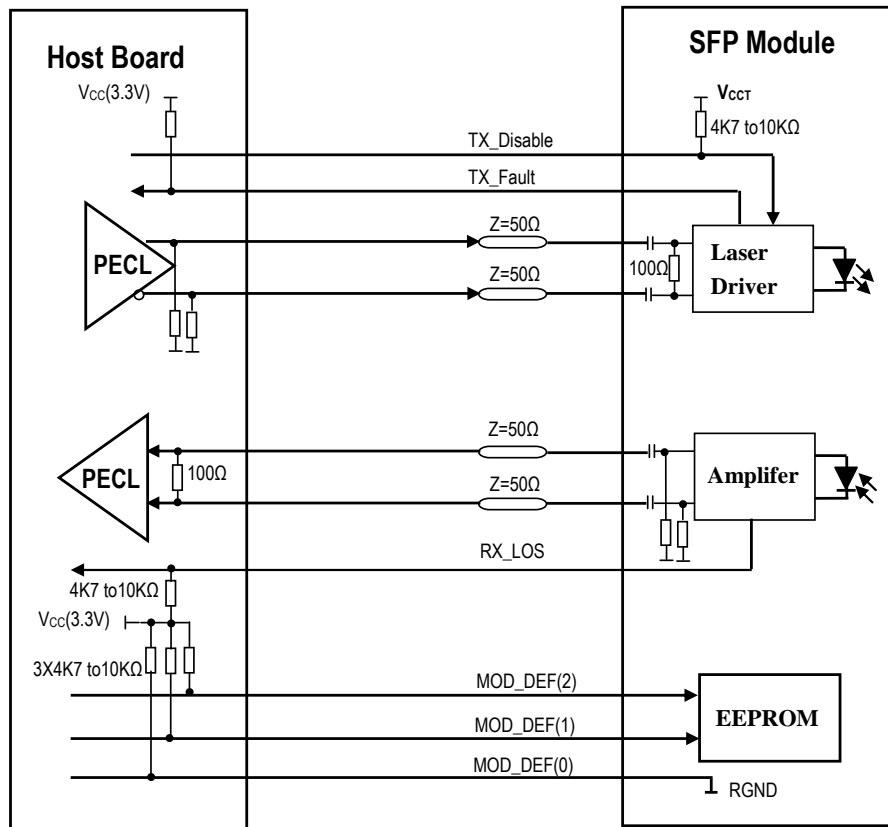 Host Board
SFP Module
VCC(3.3V)
VCCT
4K7 to10KΩ
TX_Disable
TX_Fault
Z=50Ω
PECL
100Ω
Laser
Driver
Z=50Ω
Z=50Ω
PECL
100Ω
Amplifer
Z=50Ω
RX_LOS
4K7 to10KΩ
VCC(3.3V)
3X4K7 to10KΩ
MOD_DEF(2)
EEPROM
MOD_DEF(1)
MOD_DEF(0)
RGND